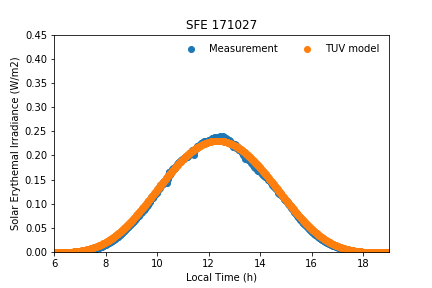 SFE 171027
Measurement
TUV model
0.45
0.40
0.35
0.30
0.25
0.20
0.15
0.10
0.05
0.00
Solar Erythemal Irradiance (W/m2)
6 8 10 12 14 16 18
Local Time (h)